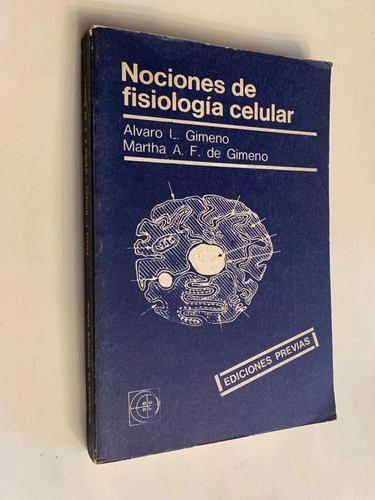 Nociones de
fisiología celular
Alvaro L. Gimeno
Martha A. F. de Gimeno
EDICIONES PREVIAS